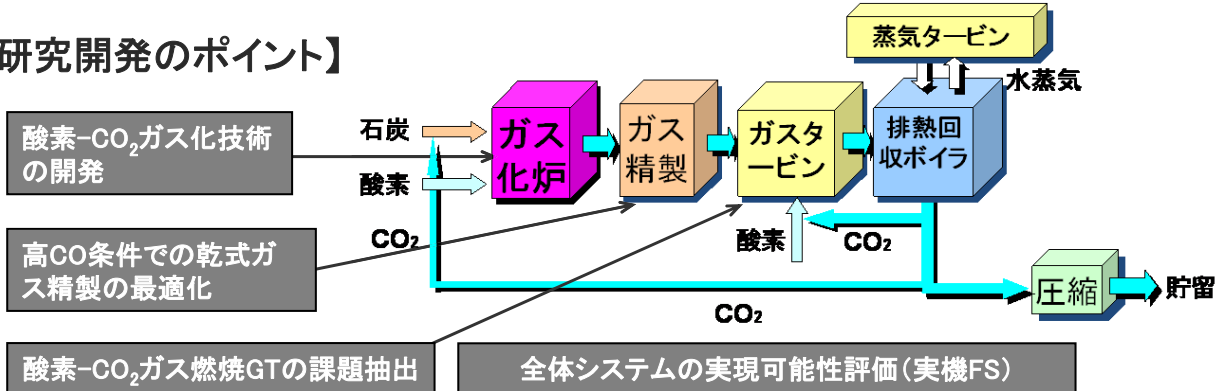 研究開発のポイント】
蒸気タービン
水蒸気
酸素-CO₂ガス化技術
の開発
石炭
酸素
ガス
化炉
ガス
精製
ガスタ
ービン
排熱回
収ボイラ
CO₂
酸素
CO₂
高CO条件での乾式ガ
ス精製の最適化
圧縮
貯留
CO₂
酸素-CO₂ガス燃焼GTの課題抽出
全体システムの実現可能性評価(実機FS)